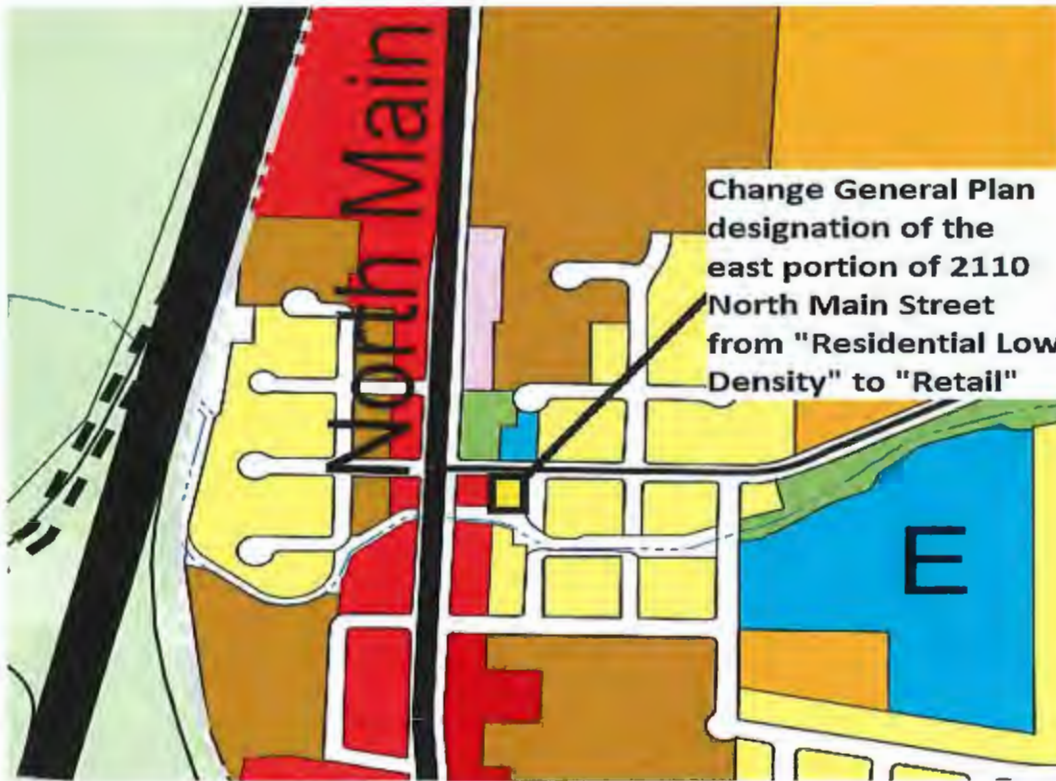 North Main
Change General Plan
designation of the
east portion of 2110
North Main Street
from "Residential Low
Density" to "Retail"
E